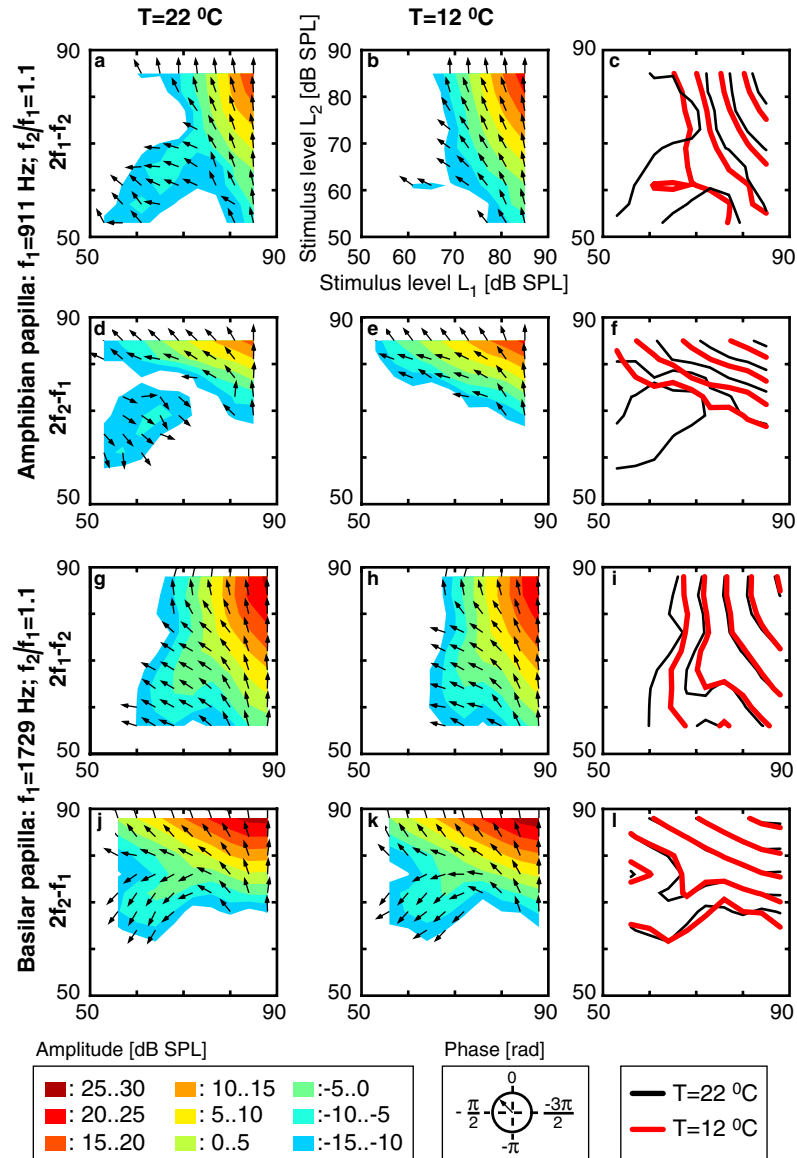 T=22 ⁰C
T=12 ⁰C
Amphibian papilla: f₁=911 Hz; f₂/f₁=1.1
2f₁-f₂
90
a
50
50
90
Stimulus level L₂ [dB SPL]
90
80
70
60
50
b
50 60 70 80 90
Stimulus level L₁ [dB SPL]
90
c
50
50
90
2f₂-f₁
90
d
50
50
90
90
e
50
50
90
90
f
50
50
90
Basilar papilla: f₁=1729 Hz; f₂/f₁=1.1
2f₁-f₂
90
g
50
50
90
90
h
50
50
90
90
i
50
50
90
2f₂-f₁
90
j
50
50
90
90
k
50
50
90
90
l
50
50
90
Amplitude [dB SPL]
: 25..30 : 10..15 : -5..0
: 20..25 : 5..10 : -10..-5
: 15..20 : 0..5 : -15..-10
Phase [rad]
0
-π/2
-3π/2
-π
T=22 ⁰C
T=12 ⁰C